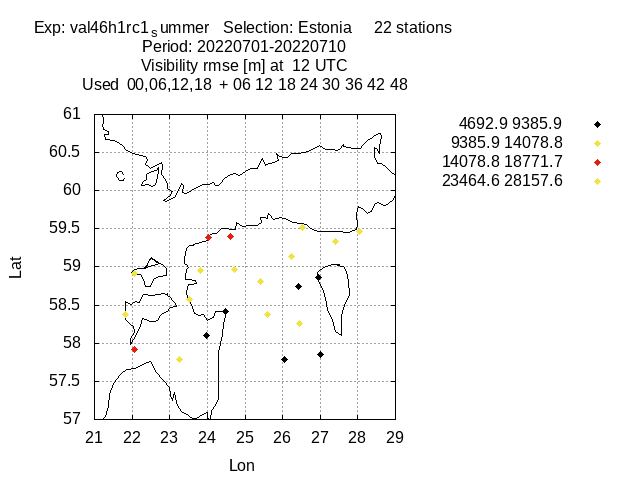 Exp: val46h1rc1summer Selection: Estonia 22 stations
Period: 20220701-20220710
Visibility rmse [m] at 12 UTC
Used 00,06,12,18 + 06 12 18 24 30 36 42 48
4692.9 9385.9
9385.9 14078.8
14078.8 18771.7
23464.6 28157.6
61
60.5
60
59.5
59
58.5
58
57.5
57
Lat
21 22 23 24 25 26 27 28 29
Lon